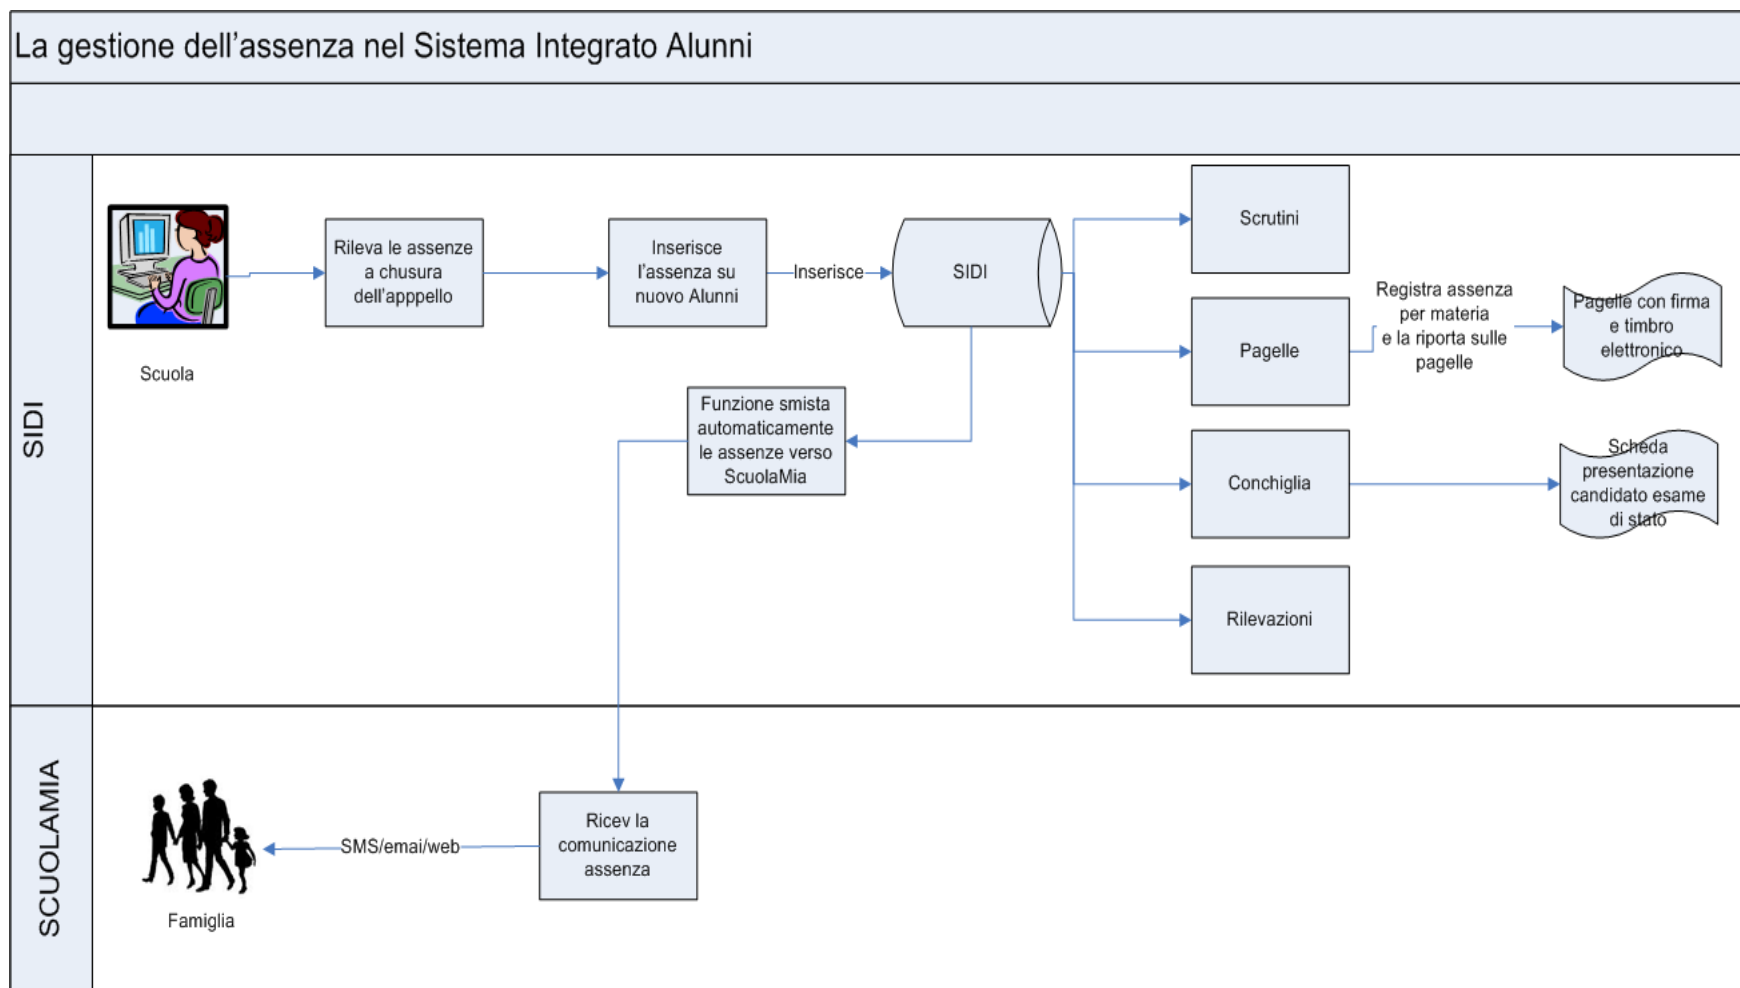 La gestione dell'assenza nel Sistema Integrato Alunni
SIDI
Scuola
Rileva le assenze
a chusura
dell'apppello
Inserisce
l'assenza su
nuovo Alunni
Inserisce
SIDI
Scrutini
Pagelle
Registra assenza
per materia
e la riporta sulle
pagelle
Pagelle con firma
e timbro
elettronico
Funzione smista
automaticamente
le assenze verso
ScuolaMia
Conchiglia
Scheda
presentazione
candidato esame
di stato
Rilevazioni
SCUOLAMIA
Famiglia
SMS/emai/web
Ricev la
comunicazione
assenza